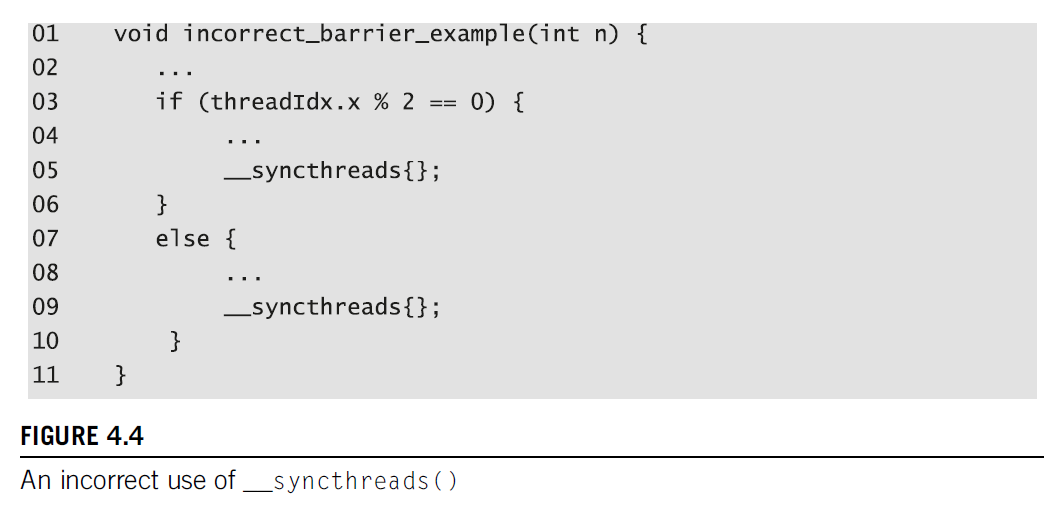 01 void incorrect_barrier_example(int n) {
02 ...
03 if (threadIdx.x % 2 == 0) {
04 ...
05 __syncthreads{};
06 }
07 else {
08 ...
09 __syncthreads{};
10 }
11 }
FIGURE 4.4
An incorrect use of __syncthreads()